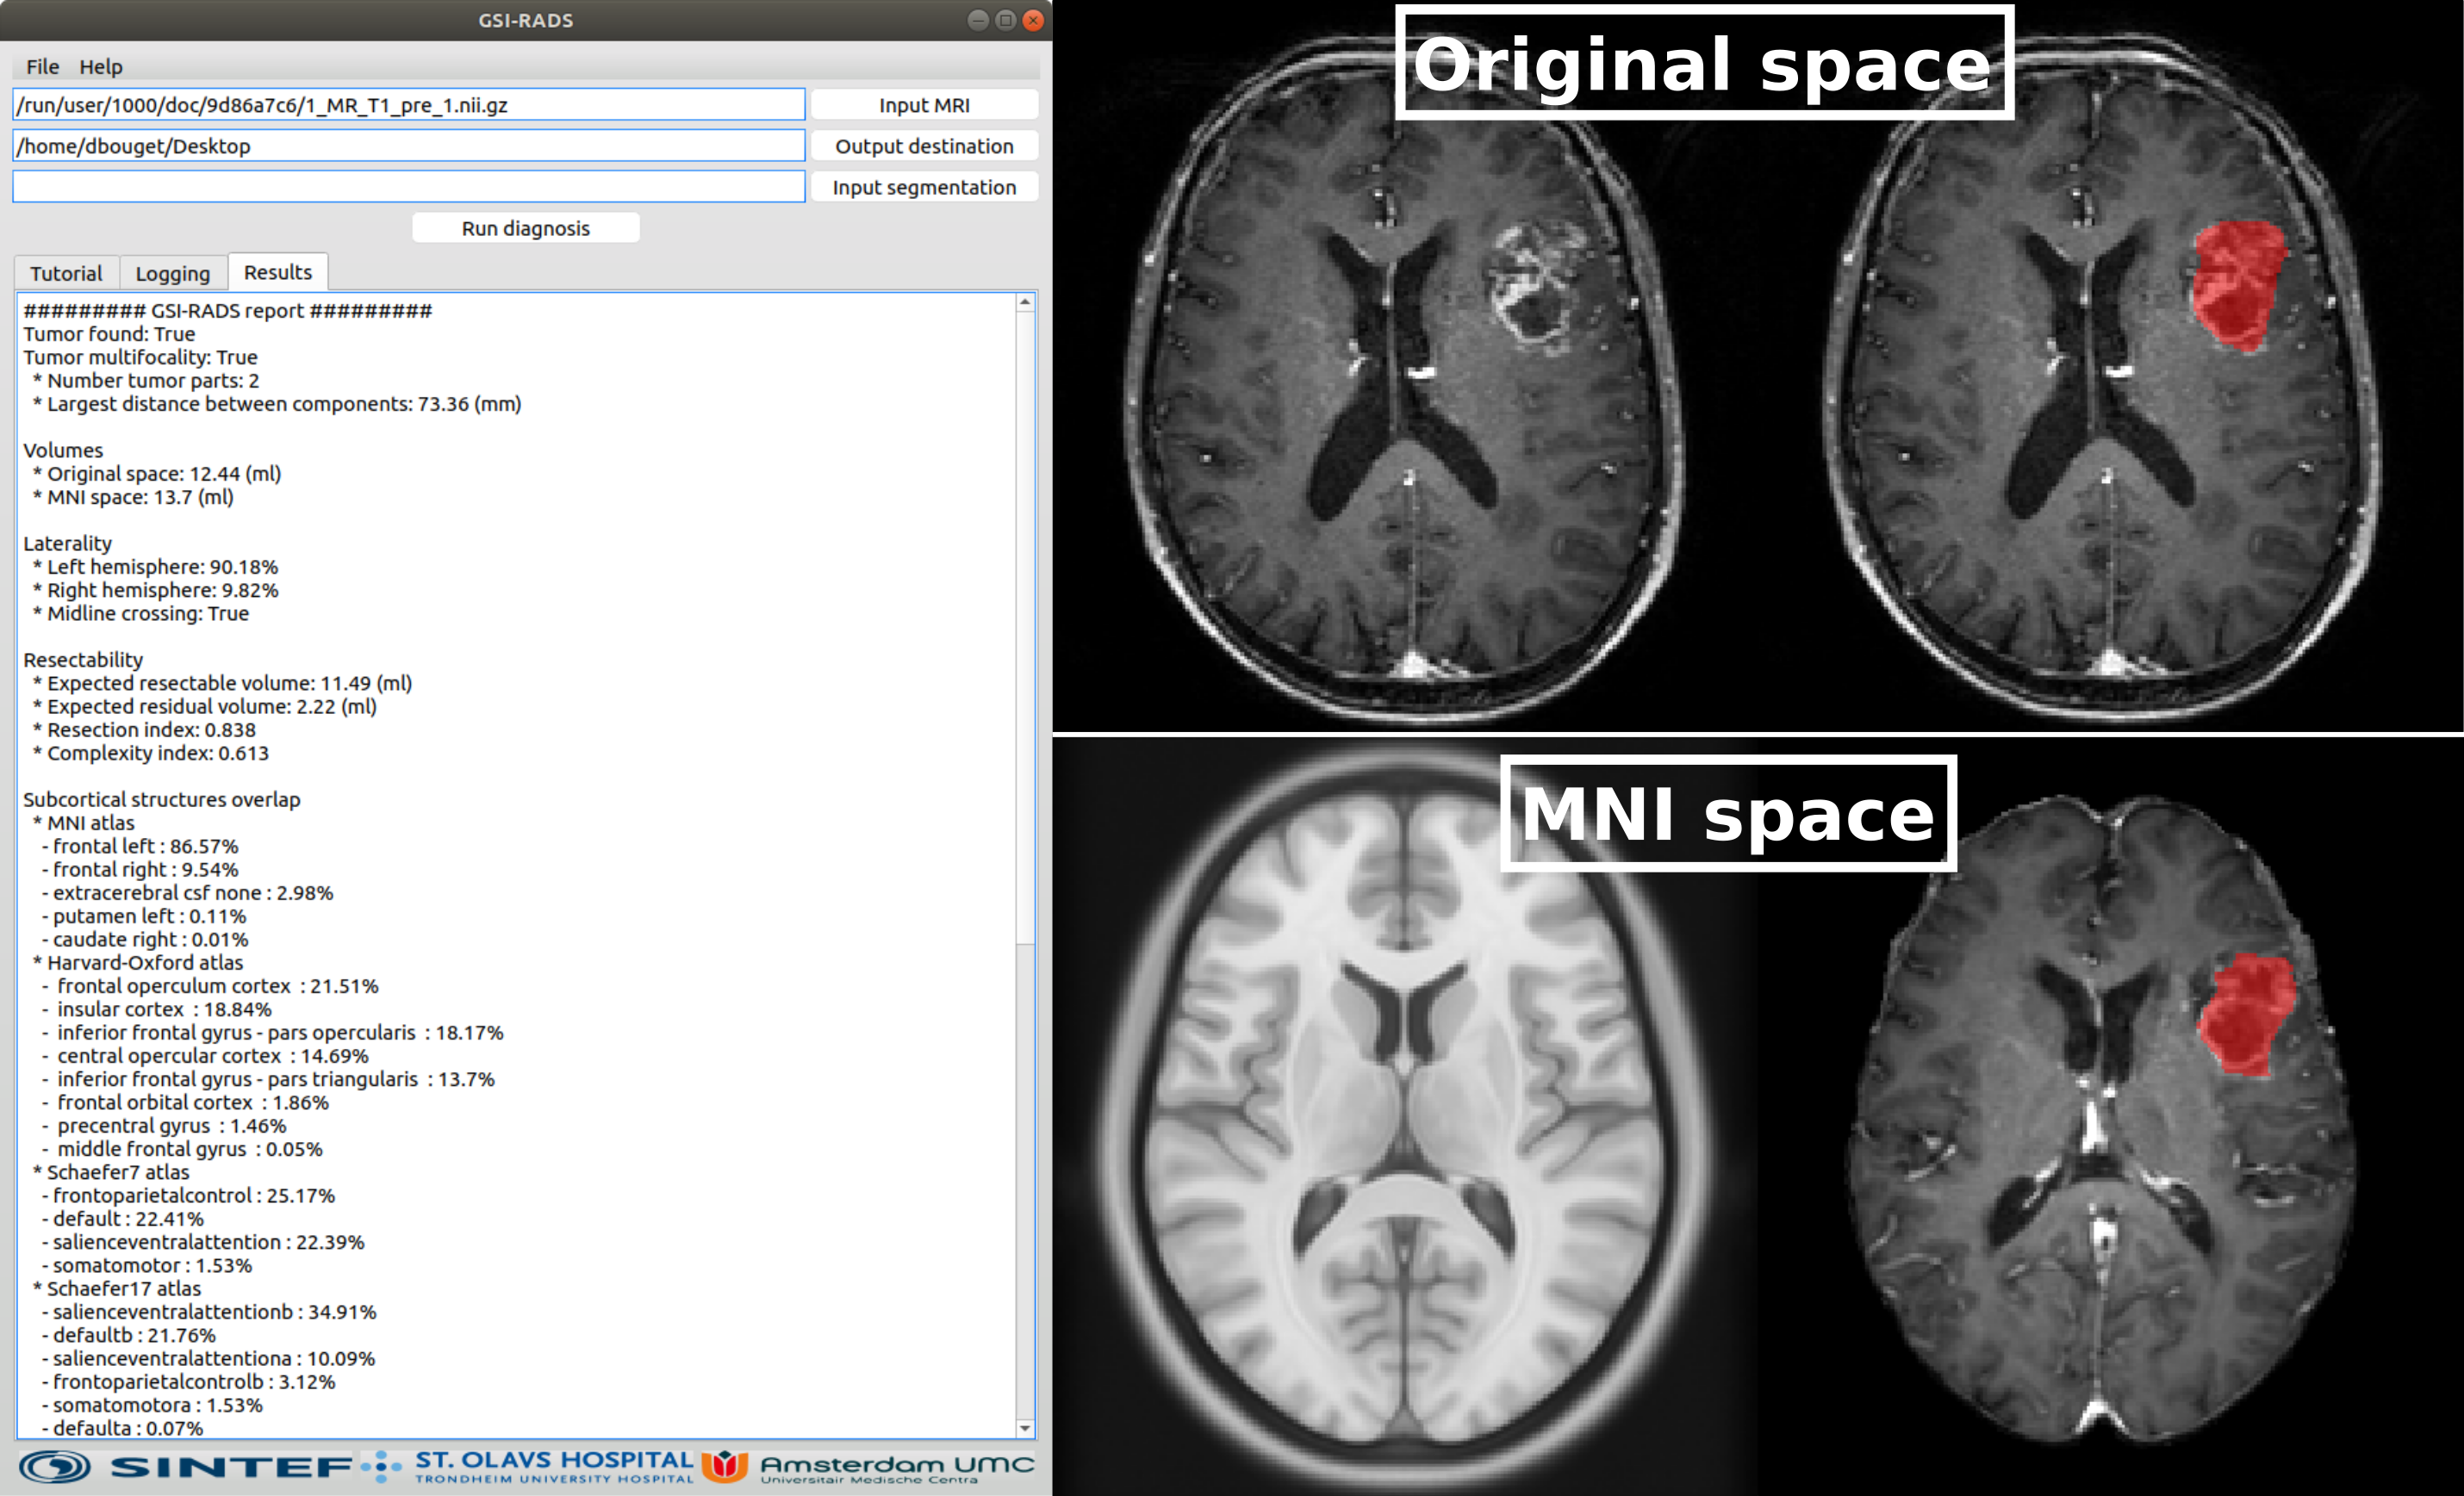 GSI-RADS
File Help
/run/user/1000/doc/9d86a7c6/1_MR_T1_pre_1.nii.gz Input MRI
/home/dbouget/Desktop Output destination
Input segmentation
Run diagnosis
Tutorial Logging Results
######### GSI-RADS report #########
Tumor found: True
Tumor multifocality: True
* Number tumor parts: 2
* Largest distance between components: 73.36 (mm)
Volumes
* Original space: 12.44 (ml)
* MNI space: 13.7 (ml)
Laterality
* Left hemisphere: 90.18%
* Right hemisphere: 9.82%
* Midline crossing: True
Resectability
* Expected resectable volume: 11.49 (ml)
* Expected residual volume: 2.22 (ml)
* Resection index: 0.838
* Complexity index: 0.613
Subcortical structures overlap
* MNI atlas
- frontal left : 86.57%
- frontal right : 9.54%
- extracerebral csf none : 2.98%
- putamen left : 0.11%
- caudate right : 0.01%
* Harvard-Oxford atlas
- frontal operculum cortex : 21.51%
- insular cortex : 18.84%
- inferior frontal gyrus - pars opercularis : 18.17%
- central opercular cortex : 14.69%
- inferior frontal gyrus - pars triangularis : 13.7%
- frontal orbital cortex : 1.86%
- precentral gyrus : 1.46%
- middle frontal gyrus : 0.05%
* Schaefer7 atlas
- frontoparietalcontrol : 25.17%
- default : 22.41%
- salienceventralattention : 22.39%
- somatomotor : 1.53%
* Schaefer17 atlas
- salienceventralattentionb : 34.91%
- defaultb : 21.76%
- salienceventralattentiona : 10.09%
- frontoparietalcontrolb : 3.12%
- somatomotora : 1.53%
- defaulta : 0.07%
SINTEF
ST. OLAVS HOSPITAL
TRONDHEIM UNIVERSITY HOSPITAL
Amsterdam UMC
Universitair Medische Centra
Original space
MNI space